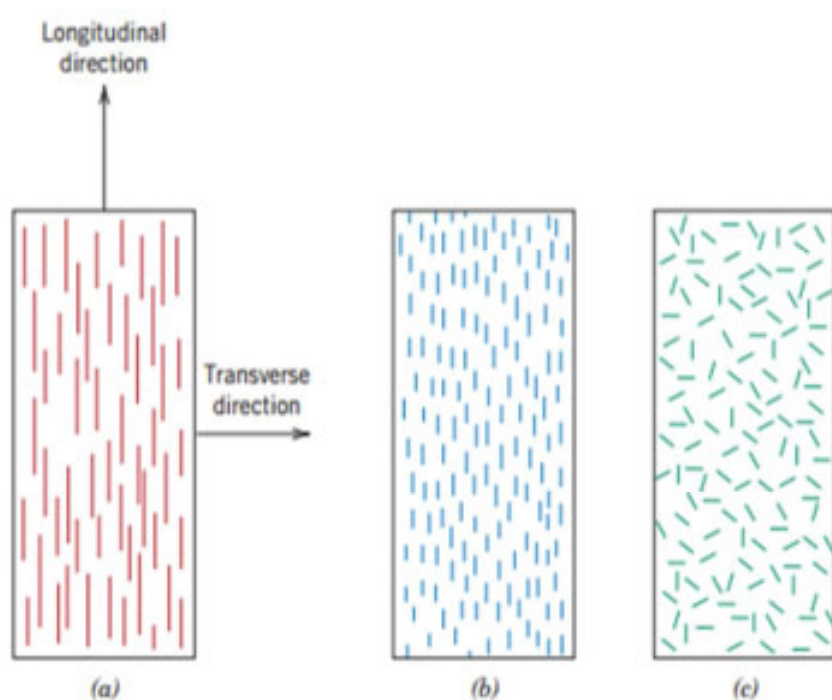 Longitudinal
direction
Transverse
direction
(a)
(b)
(c)